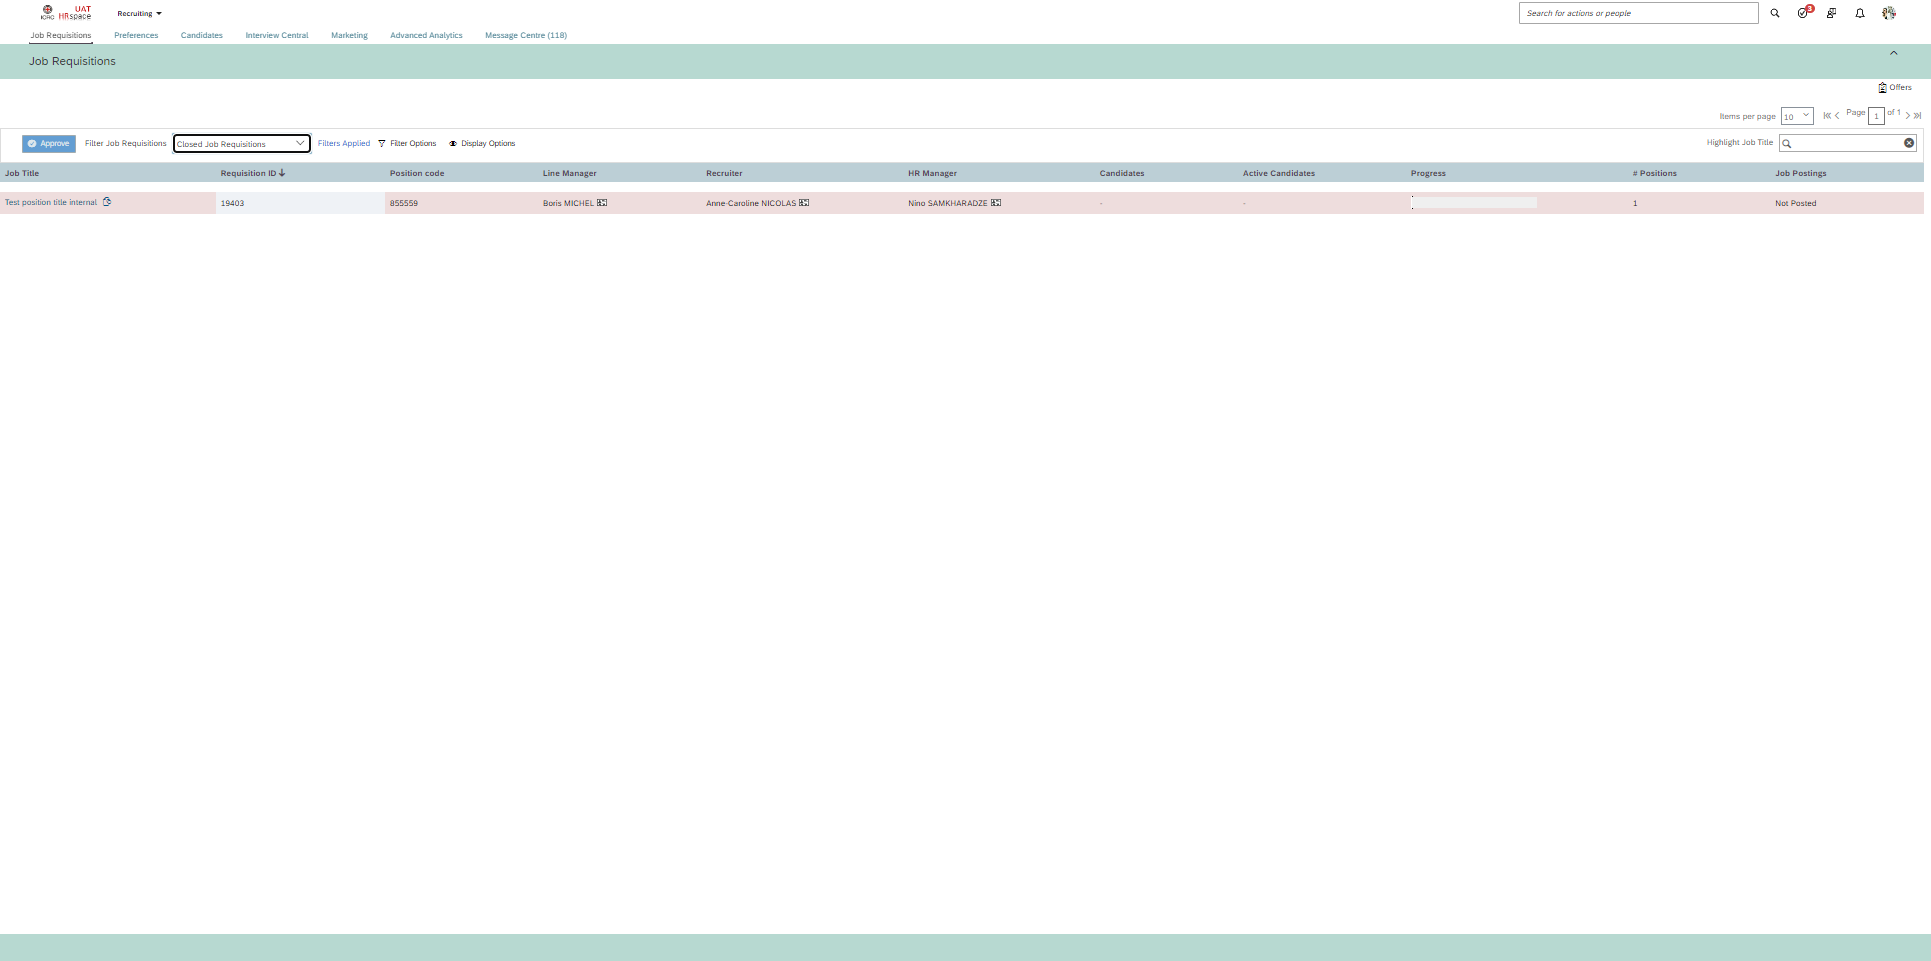 UAT
ICRC HRspace
Recruiting
Search for actions or people
3
Job Requisitions
Preferences
Candidates
Interview Central
Marketing
Advanced Analytics
Message Centre (118)
Job Requisitions
Offers
Items per page 10 Page 1 of 1
Approve
Filter Job Requisitions
Closed Job Requisitions
Filters Applied
Filter Options
Display Options
Highlight Job Title
Job Title Requisition ID Position code Line Manager Recruiter HR Manager Candidates Active Candidates Progress # Positions Job Postings
Test position title internal 19403 855559 Boris MICHEL Anne-Caroline NICOLAS Nino SAMKHARADZE - - 1 Not Posted